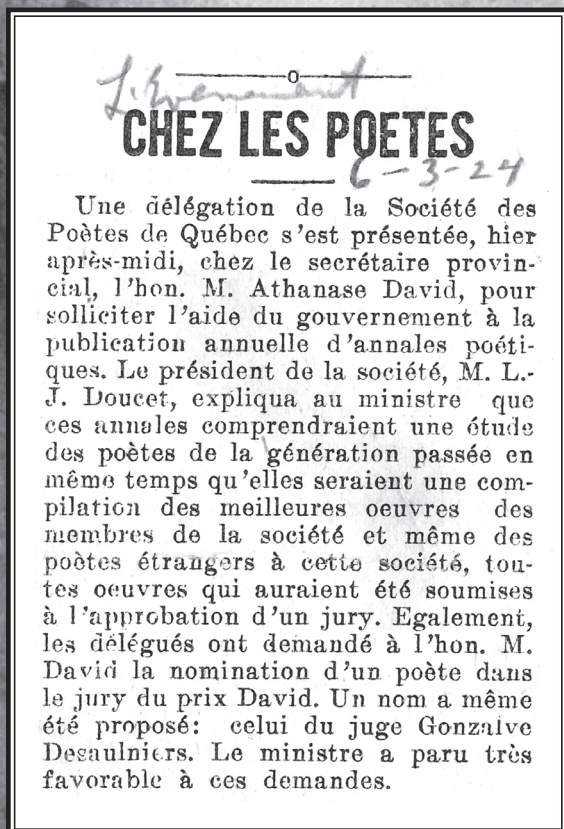 L'Evenement
CHEZ LES POETES
6-3-24
Une délégation de la Société des
Poètes de Québec s'est présentée, hier
après-midi, chez le secrétaire provin-
cial, l'hon. M. Athanase David, pour
solliciter l'aide du gouvernement à la
publication annuelle d'annales poéti-
ques. Le président de la société, M. L.-
J. Doucet, expliqua au ministre que
ces annales comprendraient une étude
des poètes de la génération passée en
même temps qu'elles seraient une com-
pilation des meilleures oeuvres des
membres de la société et même des
poètes étrangers à cette société, tou-
tes oeuvres qui auraient été soumises
à l'approbation d'un jury. Egalement,
les délégués ont demandé à l'hon. M.
David la nomination d'un poète dans
le jury du prix David. Un nom a même
été proposé: celui du juge Gonzalve
Desaulniers. Le ministre a paru très
favorable à ces demandes.